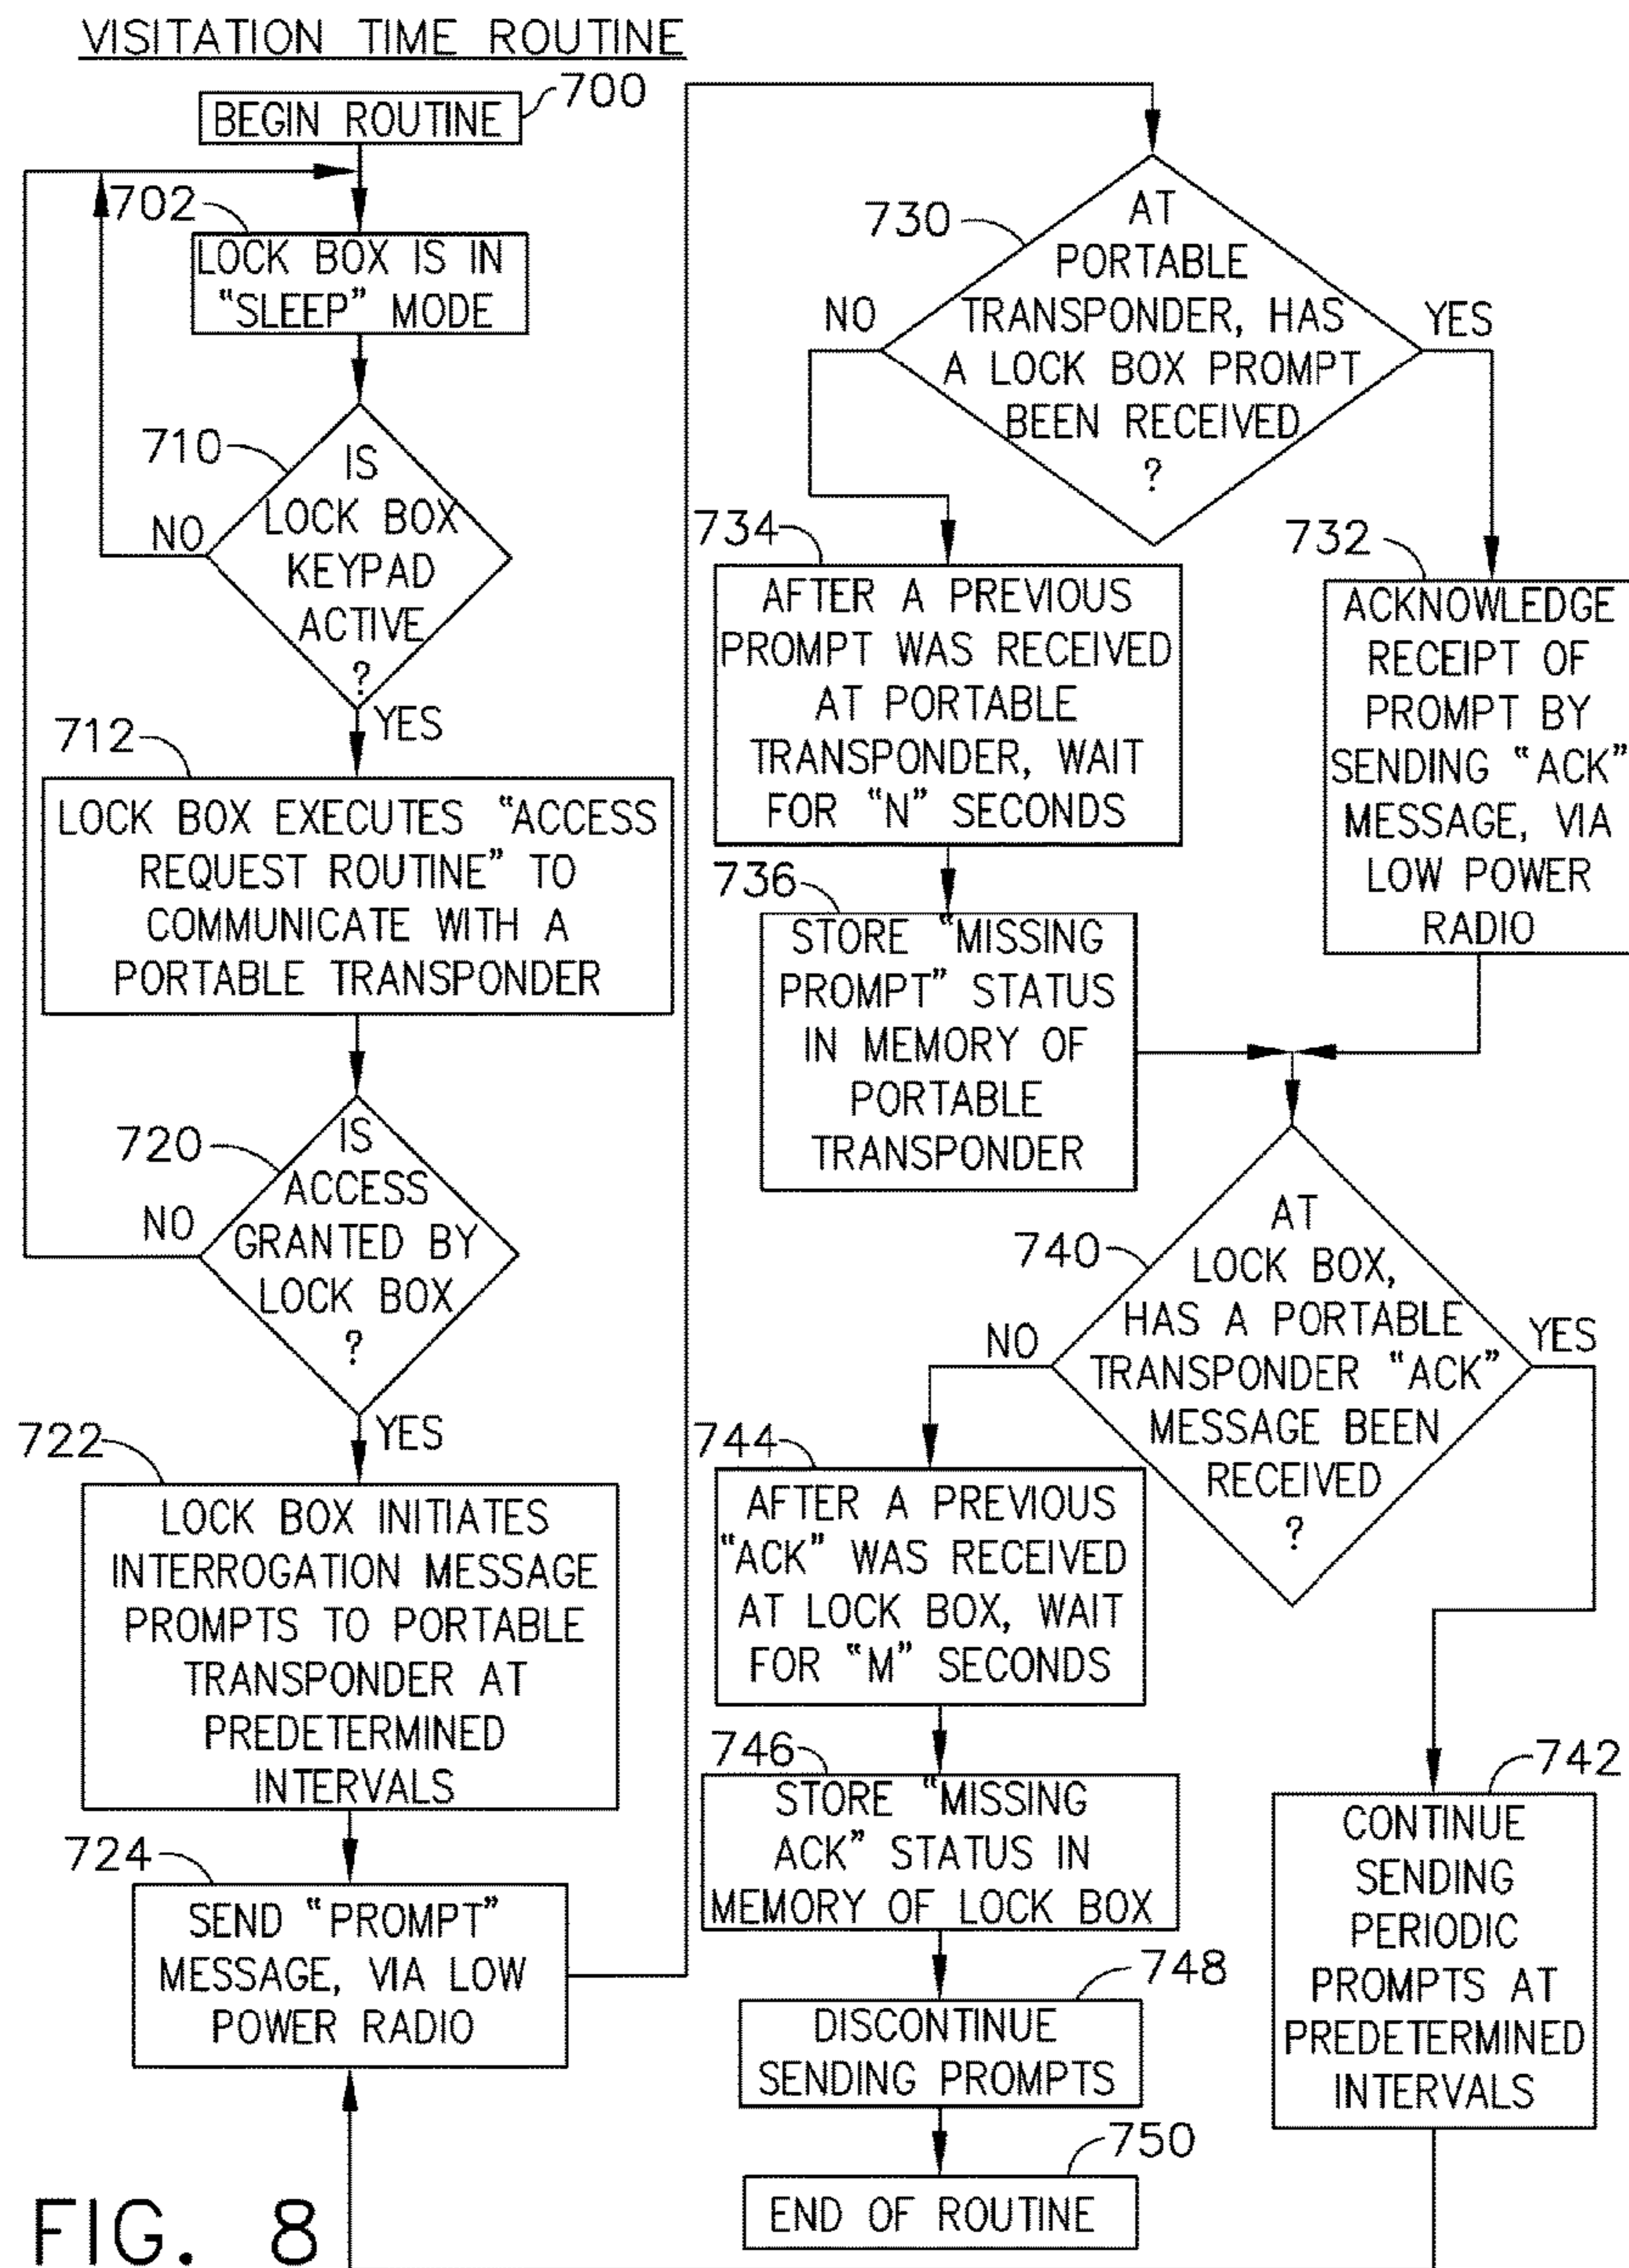 VISITATION TIME ROUTINE
700
BEGIN ROUTINE
702
LOCK BOX IS IN
“SLEEP” MODE
710
IS
LOCK BOX
KEYPAD
ACTIVE
?
NO
YES
712
LOCK BOX EXECUTES “ACCESS
REQUEST ROUTINE” TO
COMMUNICATE WITH A
PORTABLE TRANSPONDER
720
IS
ACCESS
GRANTED BY
LOCK BOX
?
NO
YES
722
LOCK BOX INITIATES
INTERROGATION MESSAGE
PROMPTS TO PORTABLE
TRANSPONDER AT
PREDETERMINED
INTERVALS
724
SEND “PROMPT”
MESSAGE, VIA LOW
POWER RADIO
730
AT
PORTABLE
TRANSPONDER, HAS
A LOCK BOX PROMPT
BEEN RECEIVED
?
NO
YES
734
AFTER A PREVIOUS
PROMPT WAS RECEIVED
AT PORTABLE
TRANSPONDER, WAIT
FOR “N” SECONDS
732
ACKNOWLEDGE
RECEIPT OF
PROMPT BY
SENDING “ACK”
MESSAGE, VIA
LOW POWER
RADIO
736
STORE “MISSING
PROMPT” STATUS
IN MEMORY OF
PORTABLE
TRANSPONDER
740
AT
LOCK BOX,
HAS A PORTABLE
TRANSPONDER “ACK”
MESSAGE BEEN
RECEIVED
?
NO
YES
744
AFTER A PREVIOUS
“ACK” WAS RECEIVED
AT LOCK BOX, WAIT
FOR “M” SECONDS
746
STORE “MISSING
ACK” STATUS IN
MEMORY OF LOCK BOX
742
CONTINUE
SENDING
PERIODIC
PROMPTS AT
PREDETERMINED
INTERVALS
748
DISCONTINUE
SENDING PROMPTS
750
END OF ROUTINE
FIG. 8